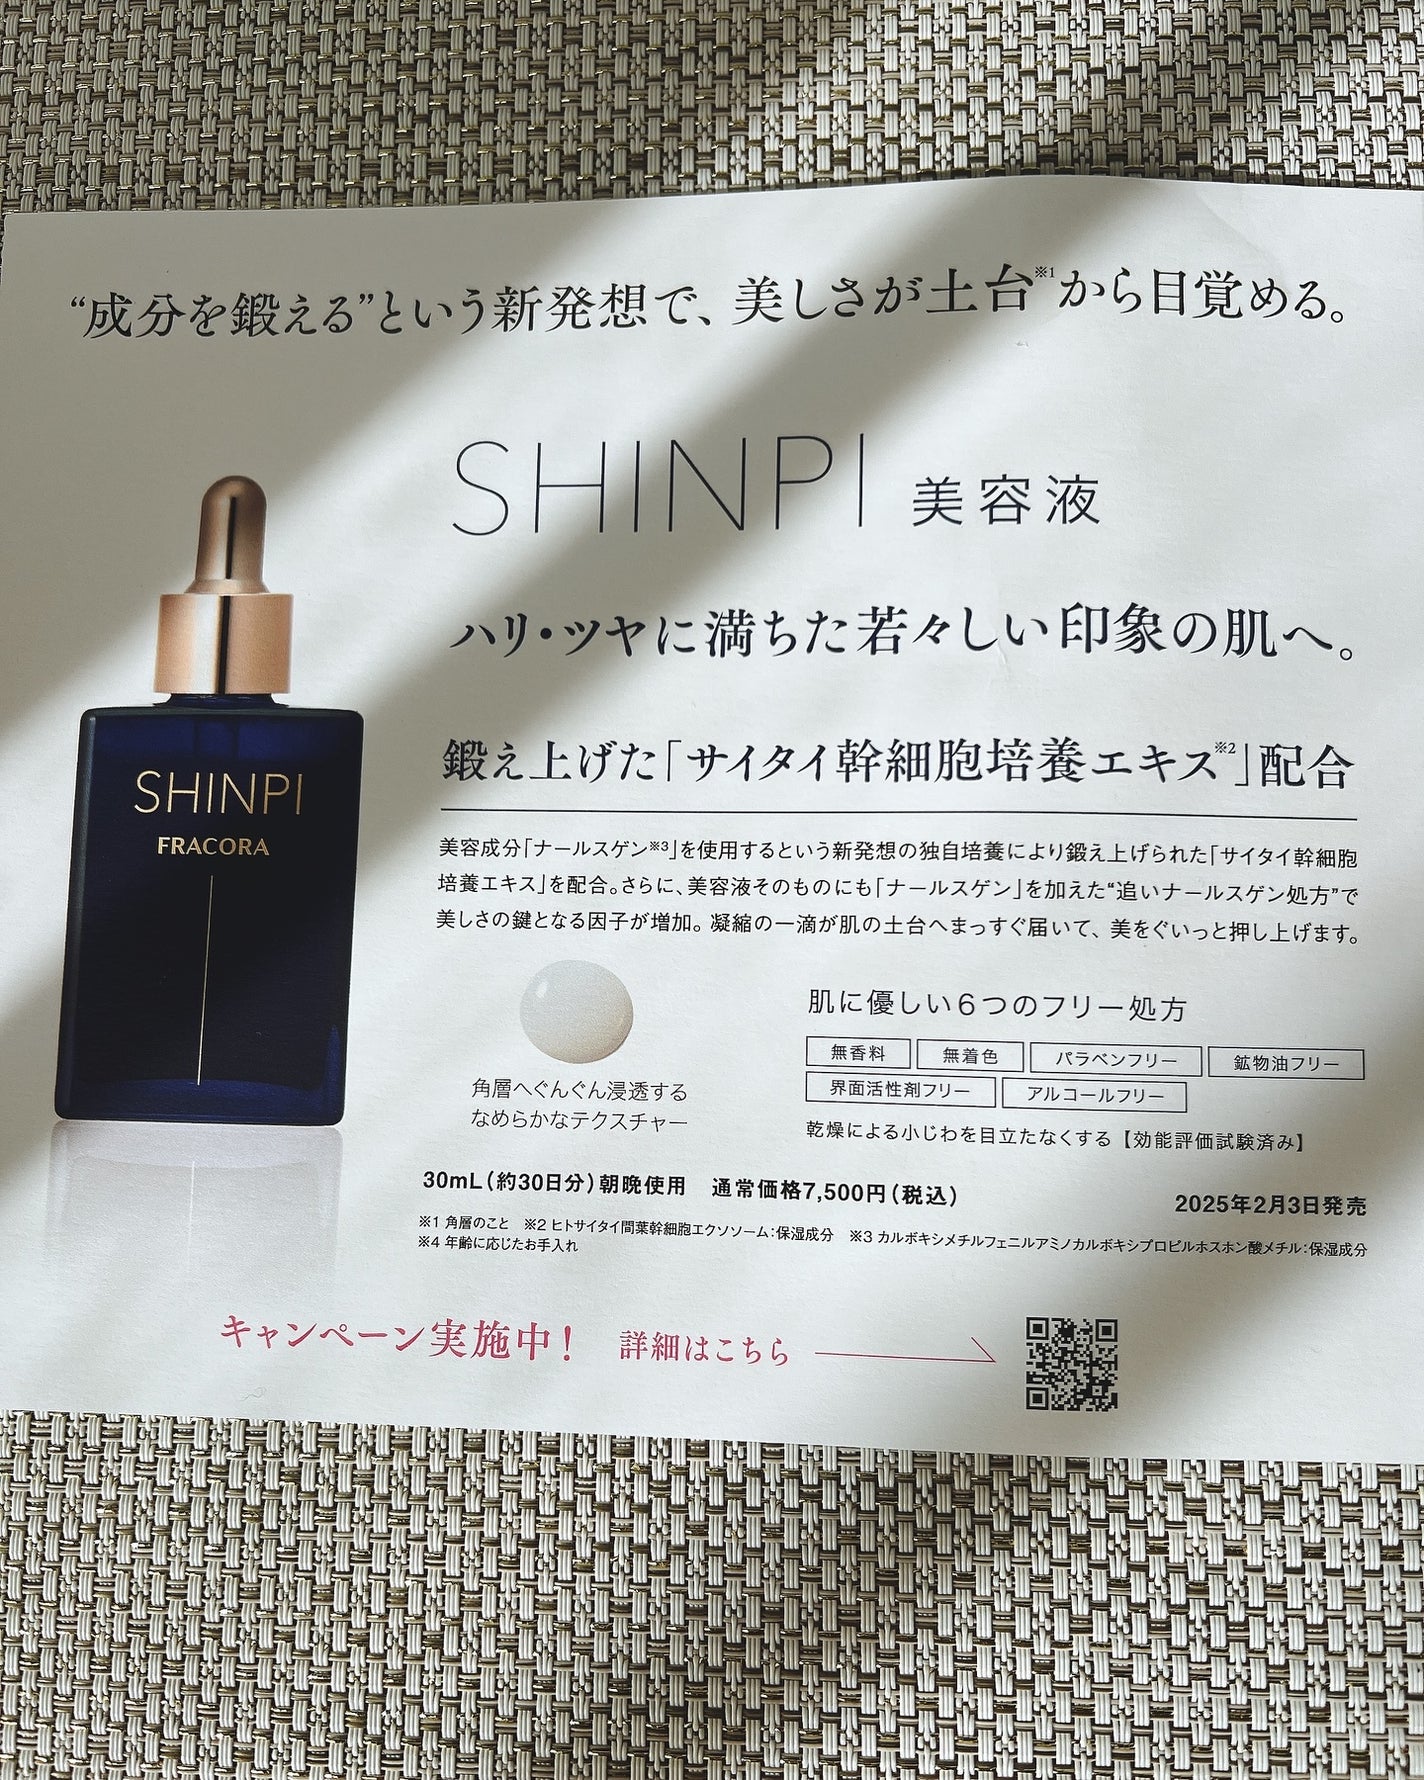 “成分を鍛える”という新発想で、美しさが土台※1から目覚める。
SHINPI 美容液
ハリ・ツヤに満ちた若々しい印象の肌へ。
SHINPI
FRACORA
鍛え上げた「サイタイ幹細胞培養エキス※2」配合
美容成分「ナールスゲン※3」を使用するという新発想の独自培養により鍛え上げられた「サイタイ幹細胞
培養エキス」を配合。さらに、美容液そのものにも「ナールスゲン」を加えた“追いナールスゲン処方”で
美しさの鍵となる因子が増加。凝縮の一滴が肌の土台へまっすぐ届いて、美をぐいっと押し上げます。
角層へぐんぐん浸透する
なめらかなテクスチャー
肌に優しい6つのフリー処方
無香料 無着色 パラベンフリー 鉱物油フリー
界面活性剤フリー アルコールフリー
乾燥による小じわを目立たなくする【効能評価試験済み】
30mL（約30日分）朝晩使用　通常価格7,500円（税込）
2025年2月3日発売
※1 角層のこと　※2 ヒトサイタイ間葉幹細胞エクソソーム：保湿成分　※3 カルボキシメチルフェニルアミノカルボキシプロピルホスホン酸メチル：保湿成分
※4 年齢に応じたお手入れ
キャンペーン実施中！　詳細はこちら